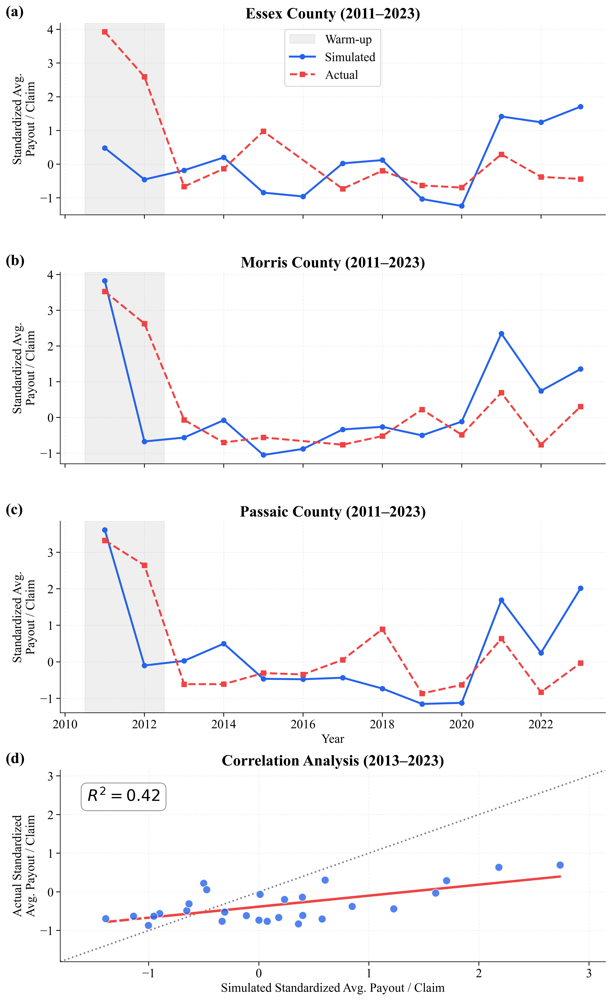 (a)
Essex County (2011–2023)
Warm-up
Simulated
Actual
Standardized Avg.
Payout / Claim
4
3
2
1
0
−1
(b)
Morris County (2011–2023)
Standardized Avg.
Payout / Claim
4
3
2
1
0
−1
(c)
Passaic County (2011–2023)
Standardized Avg.
Payout / Claim
3
2
1
0
−1
2010 2012 2014 2016 2018 2020 2022
Year
(d)
Correlation Analysis (2013–2023)
R² = 0.42
Actual Standardized
Avg. Payout / Claim
3
2
1
0
−1
−1 0 1 2 3
Simulated Standardized Avg. Payout / Claim